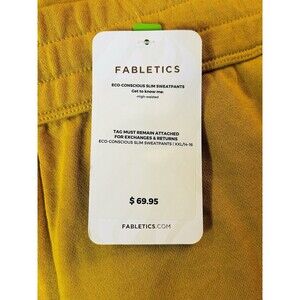 FABLETICS
ECO-CONSCIOUS SLIM SWEATPANTS
Get to know me:
-High-waisted
TAG MUST REMAIN ATTACHED
FOR EXCHANGES & RETURNS
ECO-CONSCIOUS SLIM SWEATPANTS | XXL/14-16
$ 69.95
FABLETICS.COM